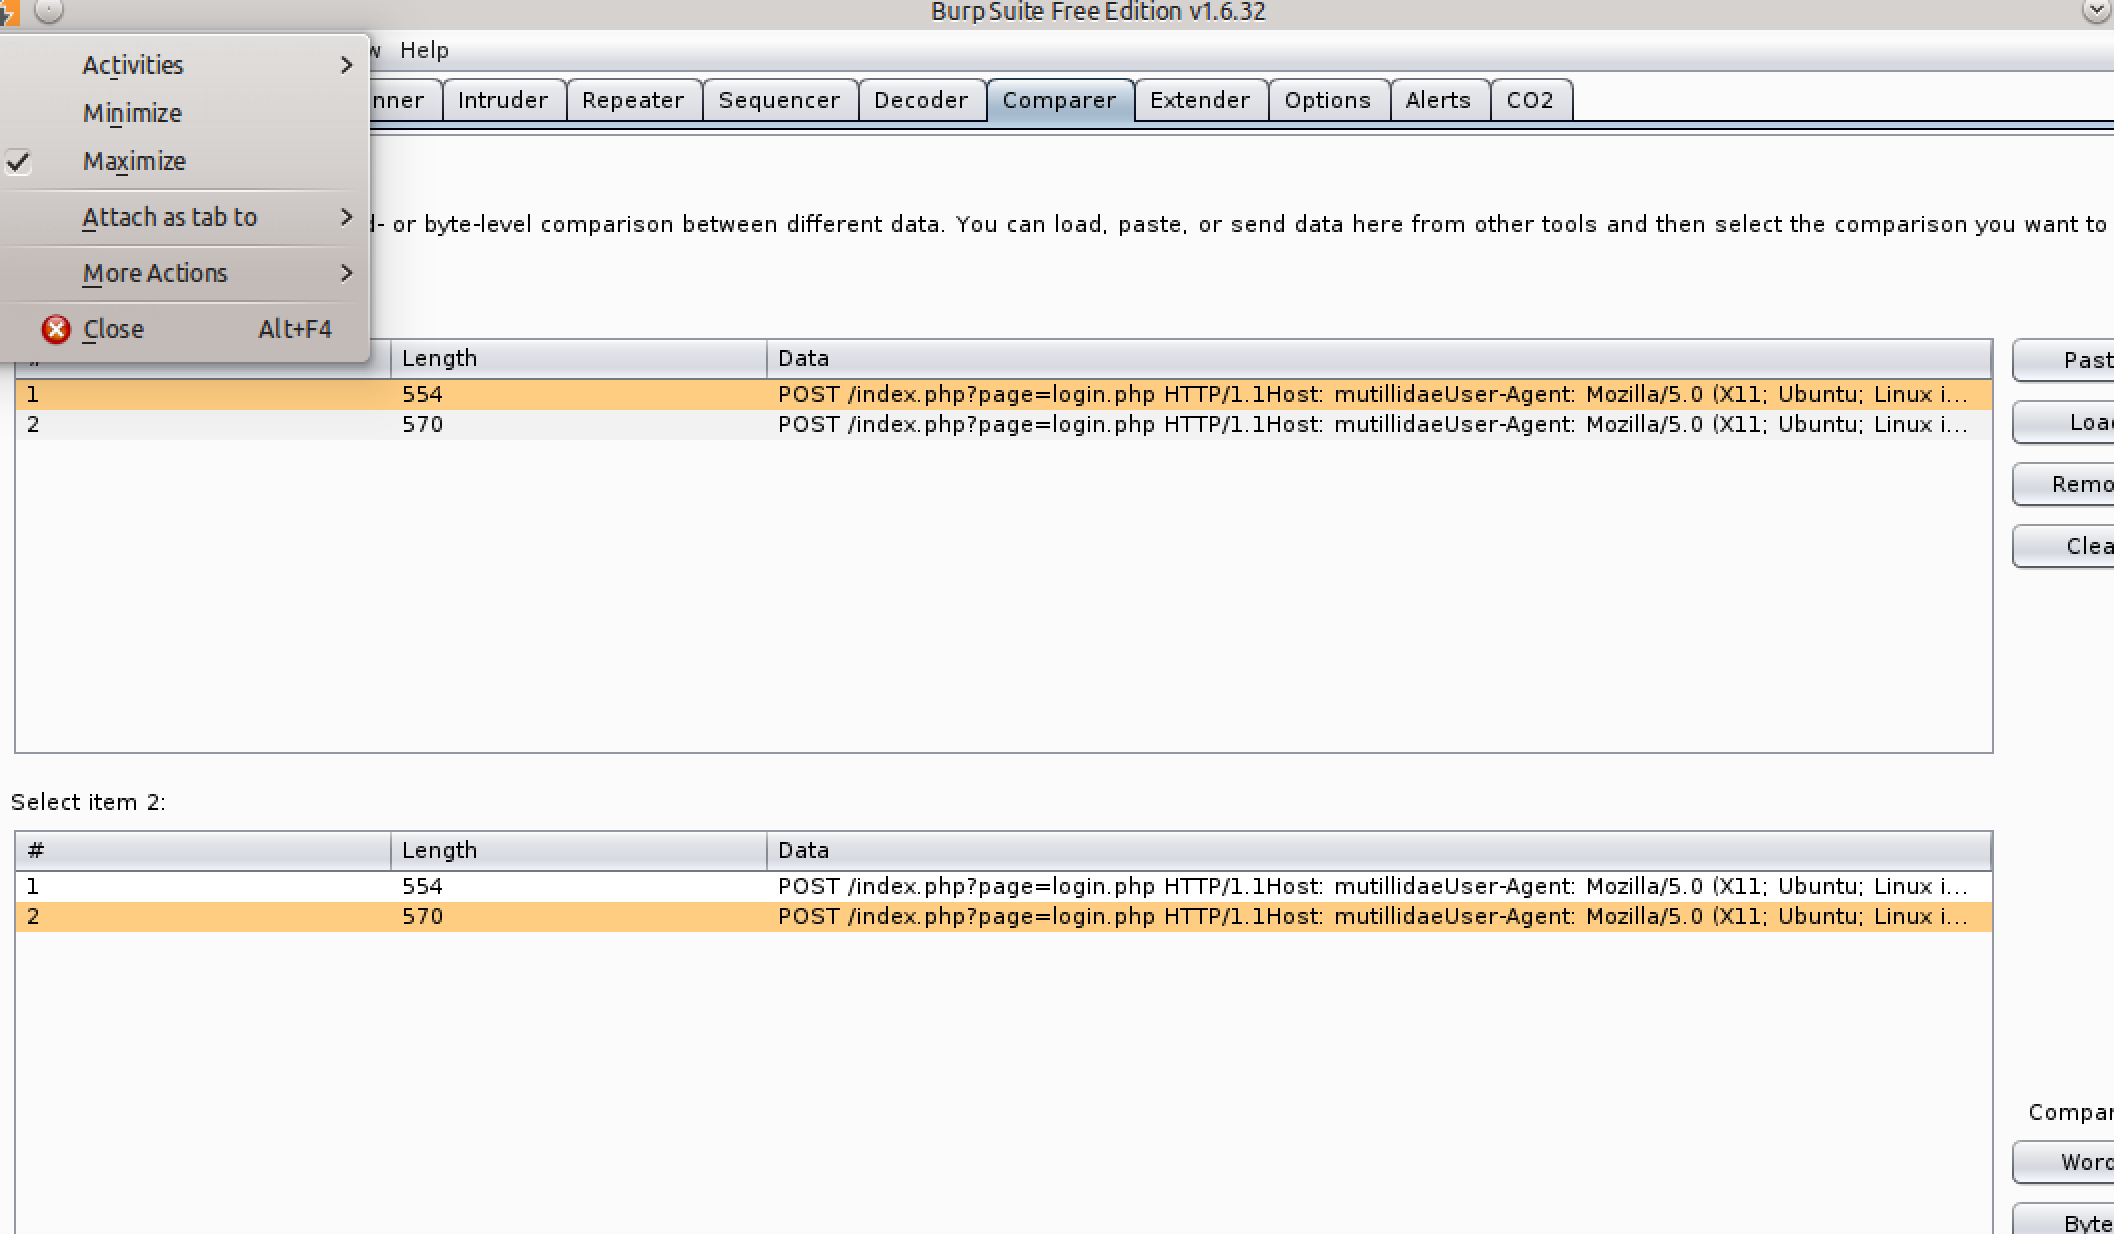 Burp Suite Free Edition v1.6.32
Help
Activities
Minimize
Maximize
Attach as tab to
More Actions
Close Alt+F4
Intruder Repeater Sequencer Decoder Comparer Extender Options Alerts CO2
or byte-level comparison between different data. You can load, paste, or send data here from other tools and then select the comparison you want to
Length Data
1 554 POST /index.php?page=login.php HTTP/1.1Host: mutillidaeUser-Agent: Mozilla/5.0 (X11; Ubuntu; Linux i...
2 570 POST /index.php?page=login.php HTTP/1.1Host: mutillidaeUser-Agent: Mozilla/5.0 (X11; Ubuntu; Linux i...
Past
Loa
Remo
Clea
Select item 2:
# Length Data
1 554 POST /index.php?page=login.php HTTP/1.1Host: mutillidaeUser-Agent: Mozilla/5.0 (X11; Ubuntu; Linux i...
2 570 POST /index.php?page=login.php HTTP/1.1Host: mutillidaeUser-Agent: Mozilla/5.0 (X11; Ubuntu; Linux i...
Compar
Word
Byte